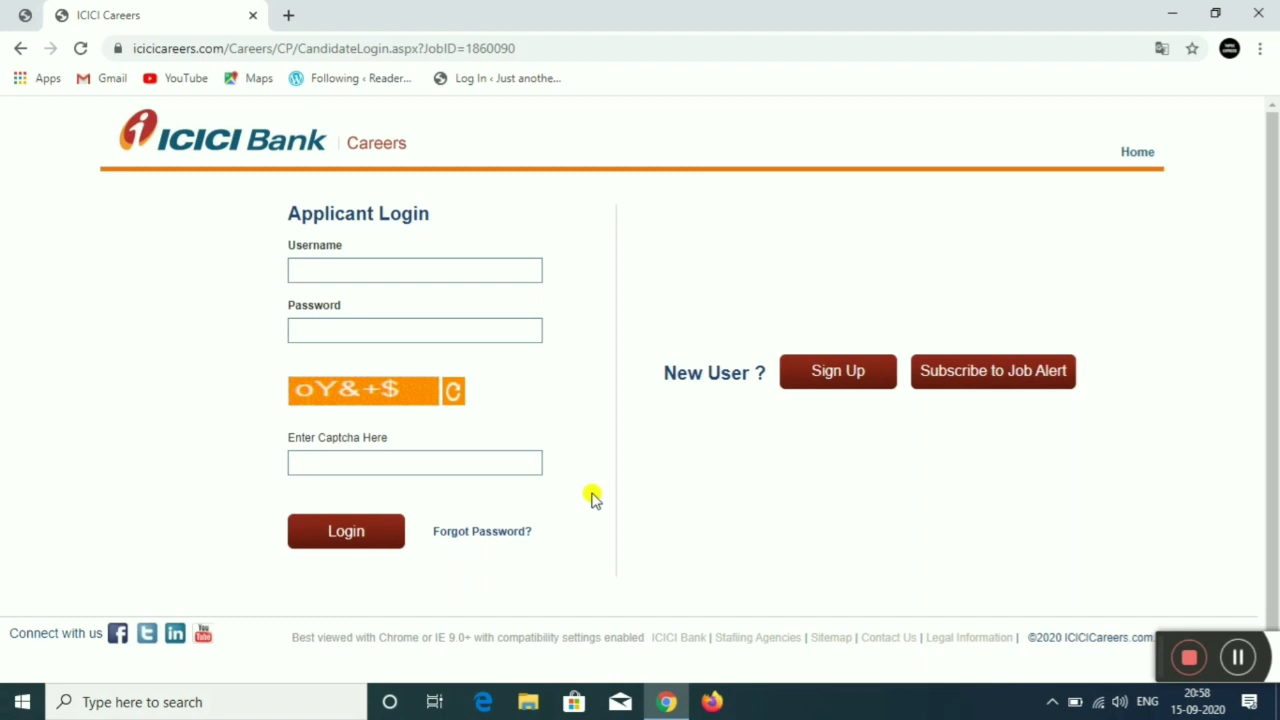 ICICI Careers
icicicareers.com/Careers/CP/CandidateLogin.aspx?JobID=1860090
Apps Gmail YouTube Maps Following ‹ Reader... Log In ‹ Just anothe...
ICICI Bank | Careers
Home
Applicant Login
Username
Password
oY&+$
C
New User ? Sign Up Subscribe to Job Alert
Enter Captcha Here
Login Forgot Password?
Connect with us
Best viewed with Chrome or IE 9.0+ with compatibility settings enabled ICICI Bank | Stafiing Agencies | Sitemap | Contact Us | Legal Information | ©2020 ICICICareers.com
Type here to search
ENG
20:58
15-09-2020